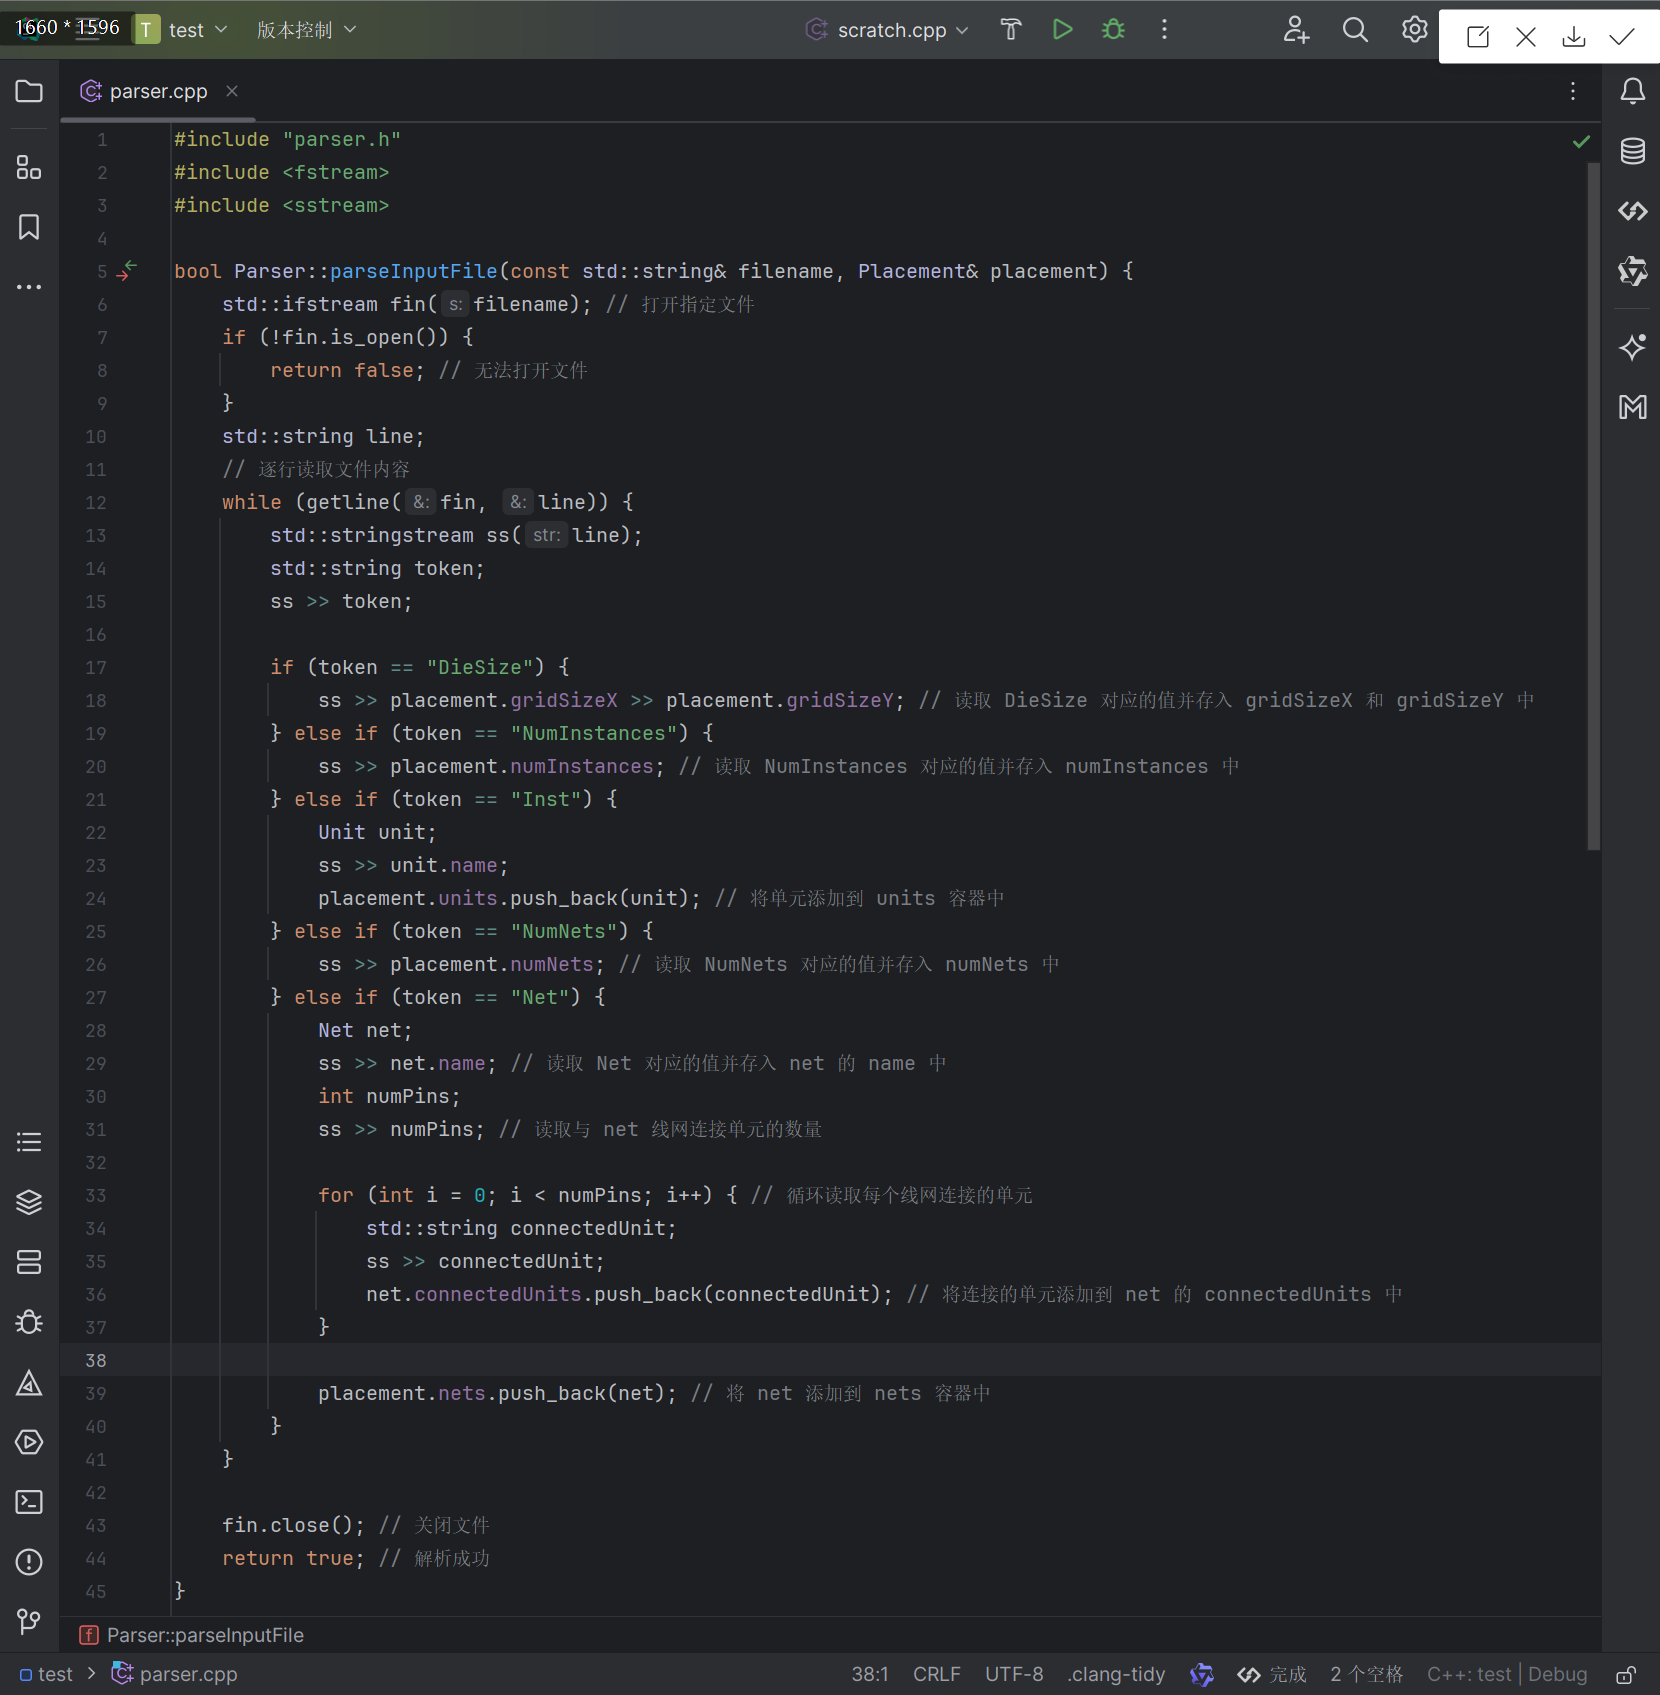 1660 * 1596
T test 版本控制 scratch.cpp
parser.cpp
1 #include "parser.h"
2 #include <fstream>
3 #include <sstream>
4
5 bool Parser::parseInputFile(const std::string& filename, Placement& placement) {
6     std::ifstream fin(s: filename); // 打开指定文件
7     if (!fin.is_open()) {
8         return false; // 无法打开文件
9     }
10     std::string line;
11     // 逐行读取文件内容
12     while (getline(&: fin, &: line)) {
13         std::stringstream ss(str: line);
14         std::string token;
15         ss >> token;
16
17         if (token == "DieSize") {
18             ss >> placement.gridSizeX >> placement.gridSizeY; // 读取 DieSize 对应的值并存入 gridSizeX 和 gridSizeY 中
19         } else if (token == "NumInstances") {
20             ss >> placement.numInstances; // 读取 NumInstances 对应的值并存入 numInstances 中
21         } else if (token == "Inst") {
22             Unit unit;
23             ss >> unit.name;
24             placement.units.push_back(unit); // 将单元添加到 units 容器中
25         } else if (token == "NumNets") {
26             ss >> placement.numNets; // 读取 NumNets 对应的值并存入 numNets 中
27         } else if (token == "Net") {
28             Net net;
29             ss >> net.name; // 读取 Net 对应的值并存入 net 的 name 中
30             int numPins;
31             ss >> numPins; // 读取与 net 线网连接单元的数量
32
33             for (int i = 0; i < numPins; i++) { // 循环读取每个线网连接的单元
34                 std::string connectedUnit;
35                 ss >> connectedUnit;
36                 net.connectedUnits.push_back(connectedUnit); // 将连接的单元添加到 net 的 connectedUnits 中
37             }
38
39             placement.nets.push_back(net); // 将 net 添加到 nets 容器中
40         }
41     }
42
43     fin.close(); // 关闭文件
44     return true; // 解析成功
45 }
f Parser::parseInputFile
test > parser.cpp 38:1 CRLF UTF-8 .clang-tidy 完成 2 个空格 C++: test | Debug